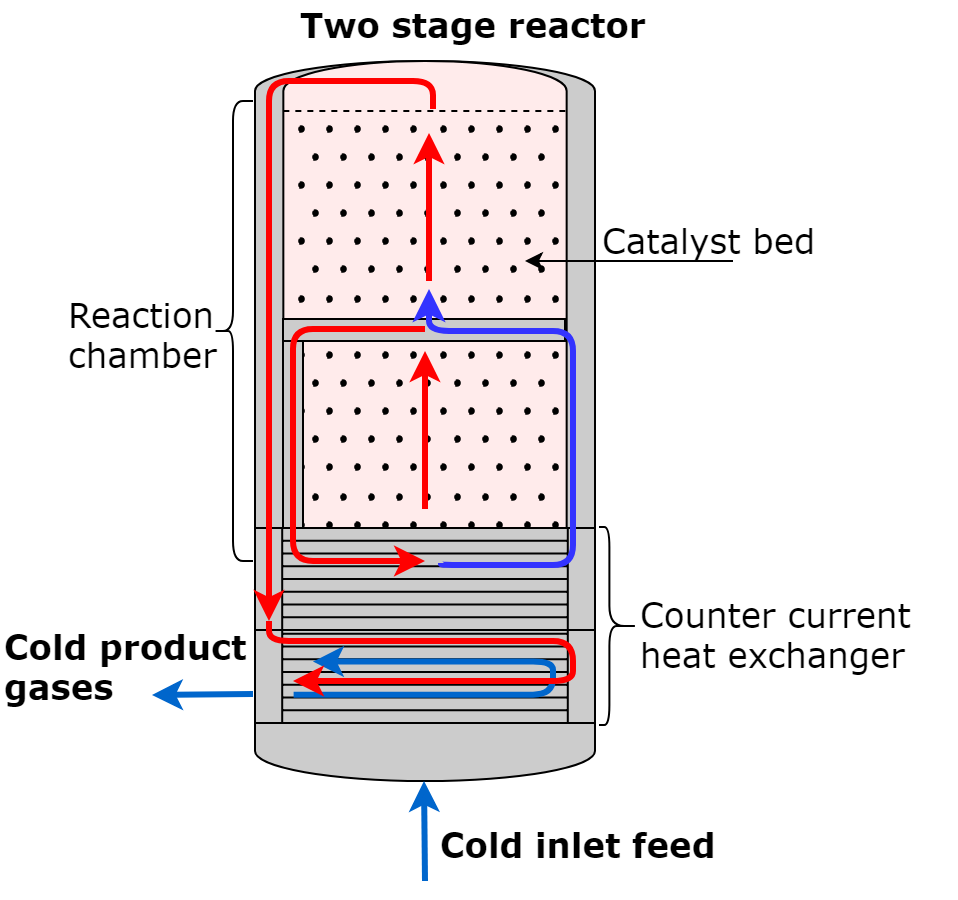 Two stage reactor
Catalyst bed
Reaction
chamber
Counter current
heat exchanger
Cold product
gases
Cold inlet feed